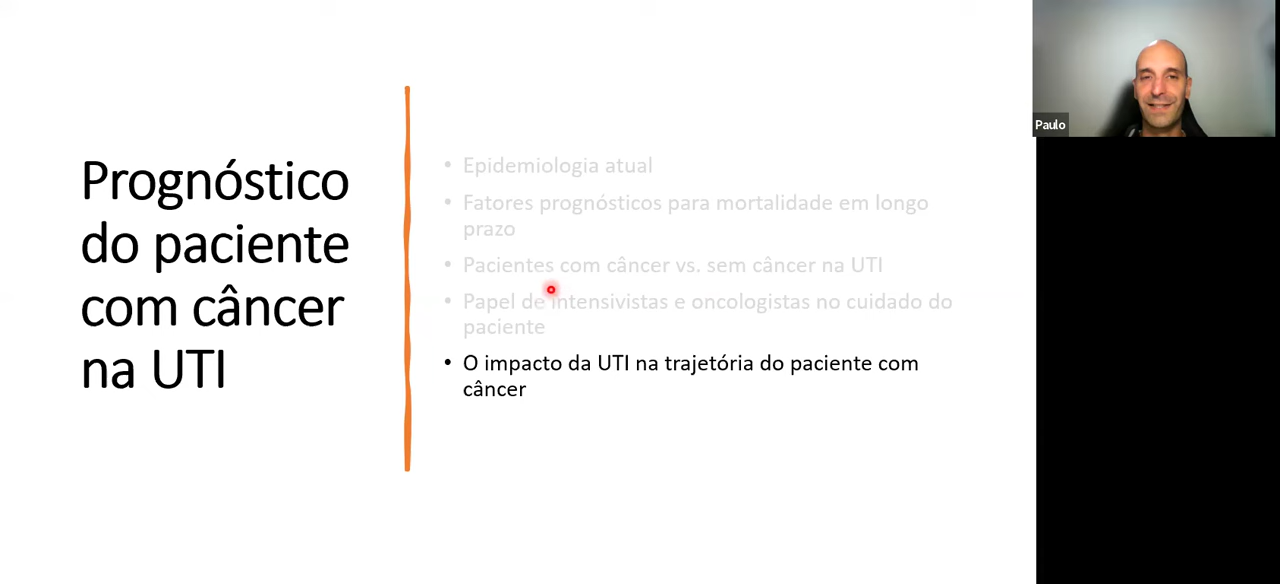 Prognóstico
do paciente
com câncer
na UTI
• Epidemiologia atual
• Fatores prognósticos para mortalidade em longo
prazo
• Pacientes com câncer vs. sem câncer na UTI
• Papel de intensivistas e oncologistas no cuidado do
paciente
• O impacto da UTI na trajetória do paciente com
câncer
Paulo